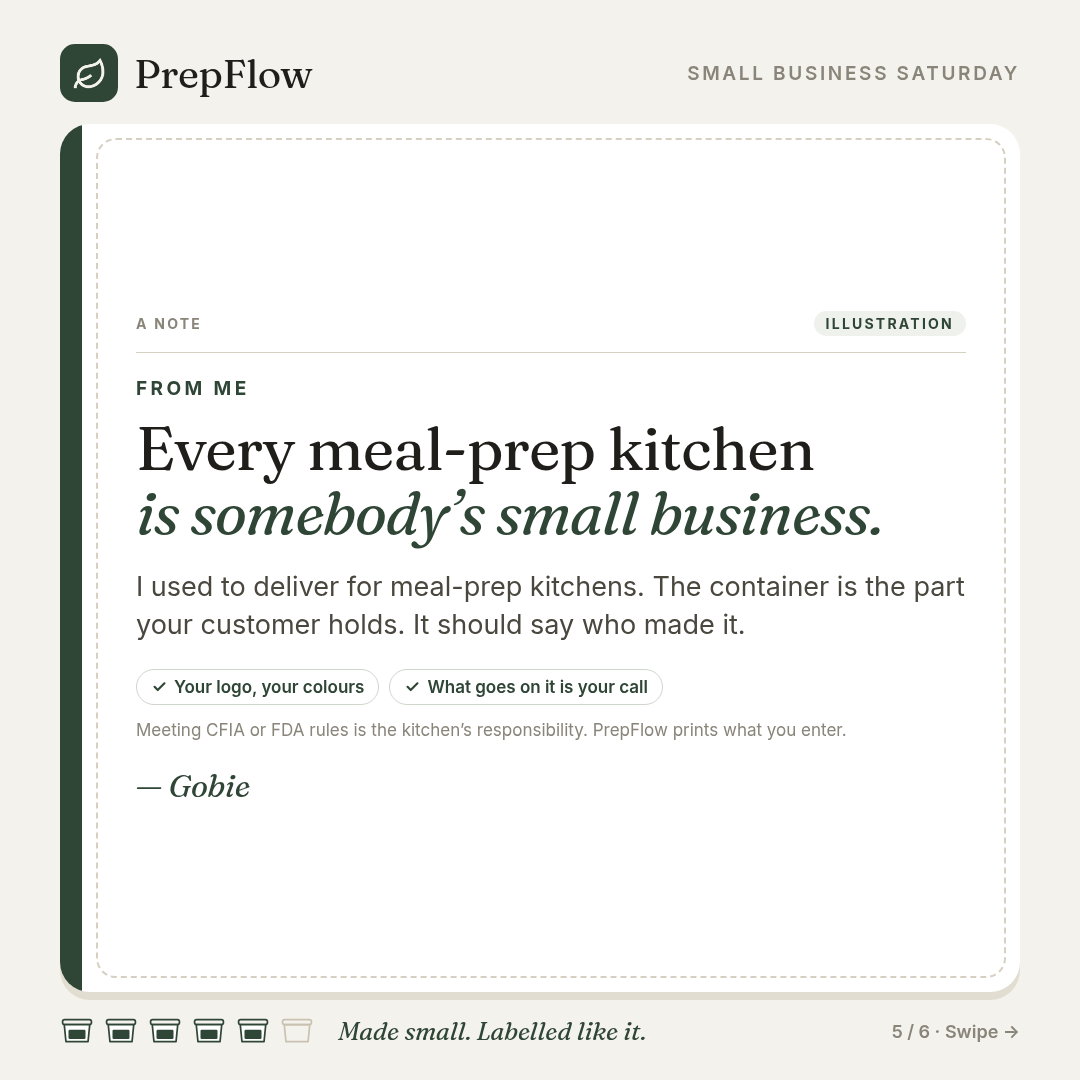 PrepFlow
SMALL BUSINESS SATURDAY
A NOTE
ILLUSTRATION
FROM ME
Every meal-prep kitchen
is somebody’s small business.
I used to deliver for meal-prep kitchens. The container is the part
your customer holds. It should say who made it.
✓ Your logo, your colours
✓ What goes on it is your call
Meeting CFIA or FDA rules is the kitchen’s responsibility. PrepFlow prints what you enter.
— Gobie
Made small. Labelled like it.
5 / 6 · Swipe →